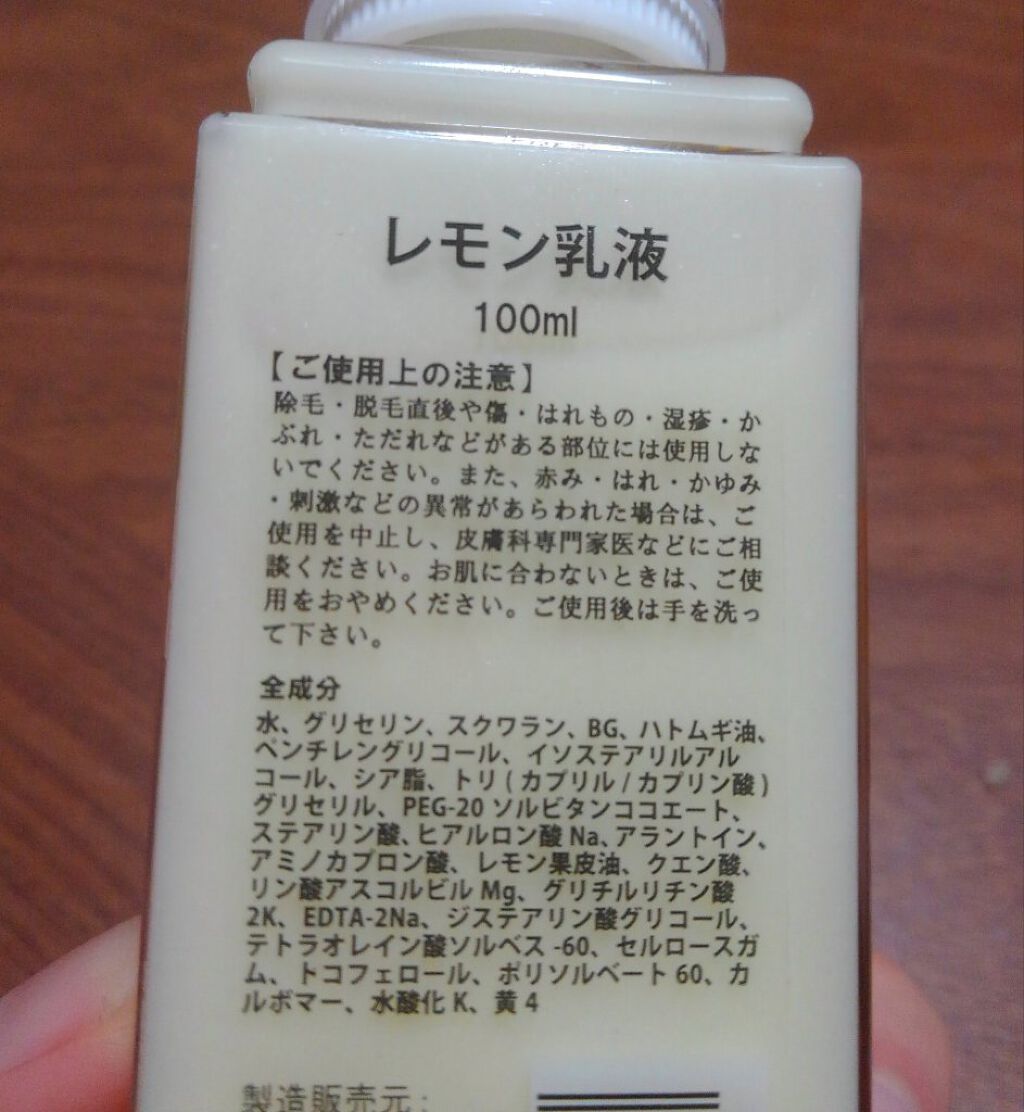 レモン乳液
100ml
【ご使用上の注意】
除毛・脱毛直後や傷・はれもの・湿疹・か
ぶれ・ただれなどがある部位には使用しな
いでください。また、赤み・はれ・かゆみ
・刺激などの異常があらわれた場合は、ご
使用を中止し、皮膚科専門家医などにご相
談ください。お肌に合わないときは、ご使
用をおやめください。ご使用後は手を洗っ
て下さい。
全成分
水、グリセリン、スクワラン、BG、ハトムギ油、
ペンチレングリコール、イソステアリルアル
コール、シア脂、トリ ( カプリル / カプリン酸 )
グリセリル、PEG-20 ソルビタンココエート、
ステアリン酸、ヒアルロン酸 Na、アラントイン、
アミノカプロン酸、レモン果皮油、クエン酸、
リン酸アスコルビル Mg、グリチルリチン酸
2K、EDTA-2Na、ジステアリン酸グリコール、
テトラオレイン酸ソルベス -60、セルロースガ
ム、トコフェロール、ポリソルベート 60、カ
ルボマー、水酸化 K、黄 4
製造販売元：